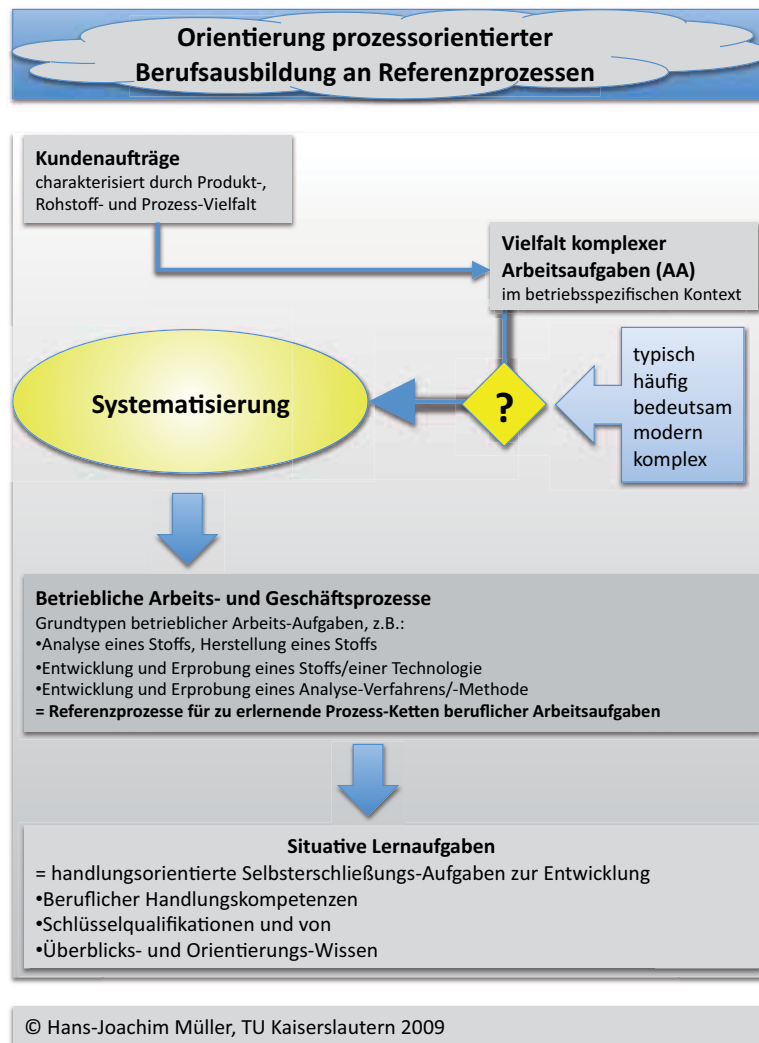 Orientierung prozessorientierter
Berufsausbildung an Referenzprozessen
Kundenaufträge
charakterisiert durch Produkt-,
Rohstoff- und Prozess-Vielfalt
Vielfalt komplexer
Arbeitsaufgaben (AA)
im betriebsspezifischen Kontext
Systematisierung
?
typisch
häufig
bedeutsam
modern
komplex
Betriebliche Arbeits- und Geschäftsprozesse
Grundtypen betrieblicher Arbeits-Aufgaben, z.B.:
•Analyse eines Stoffs, Herstellung eines Stoffs
•Entwicklung und Erprobung eines Stoffs/einer Technologie
•Entwicklung und Erprobung eines Analyse-Verfahrens/-Methode
= Referenzprozesse für zu erlernende Prozess-Ketten beruflicher Arbeitsaufgaben
Situative Lernaufgaben
= handlungsorientierte Selbsterschließungs-Aufgaben zur Entwicklung
•Beruflicher Handlungskompetenzen
•Schlüsselqualifikationen und von
•Überblicks- und Orientierungs-Wissen
© Hans-Joachim Müller, TU Kaiserslautern 2009